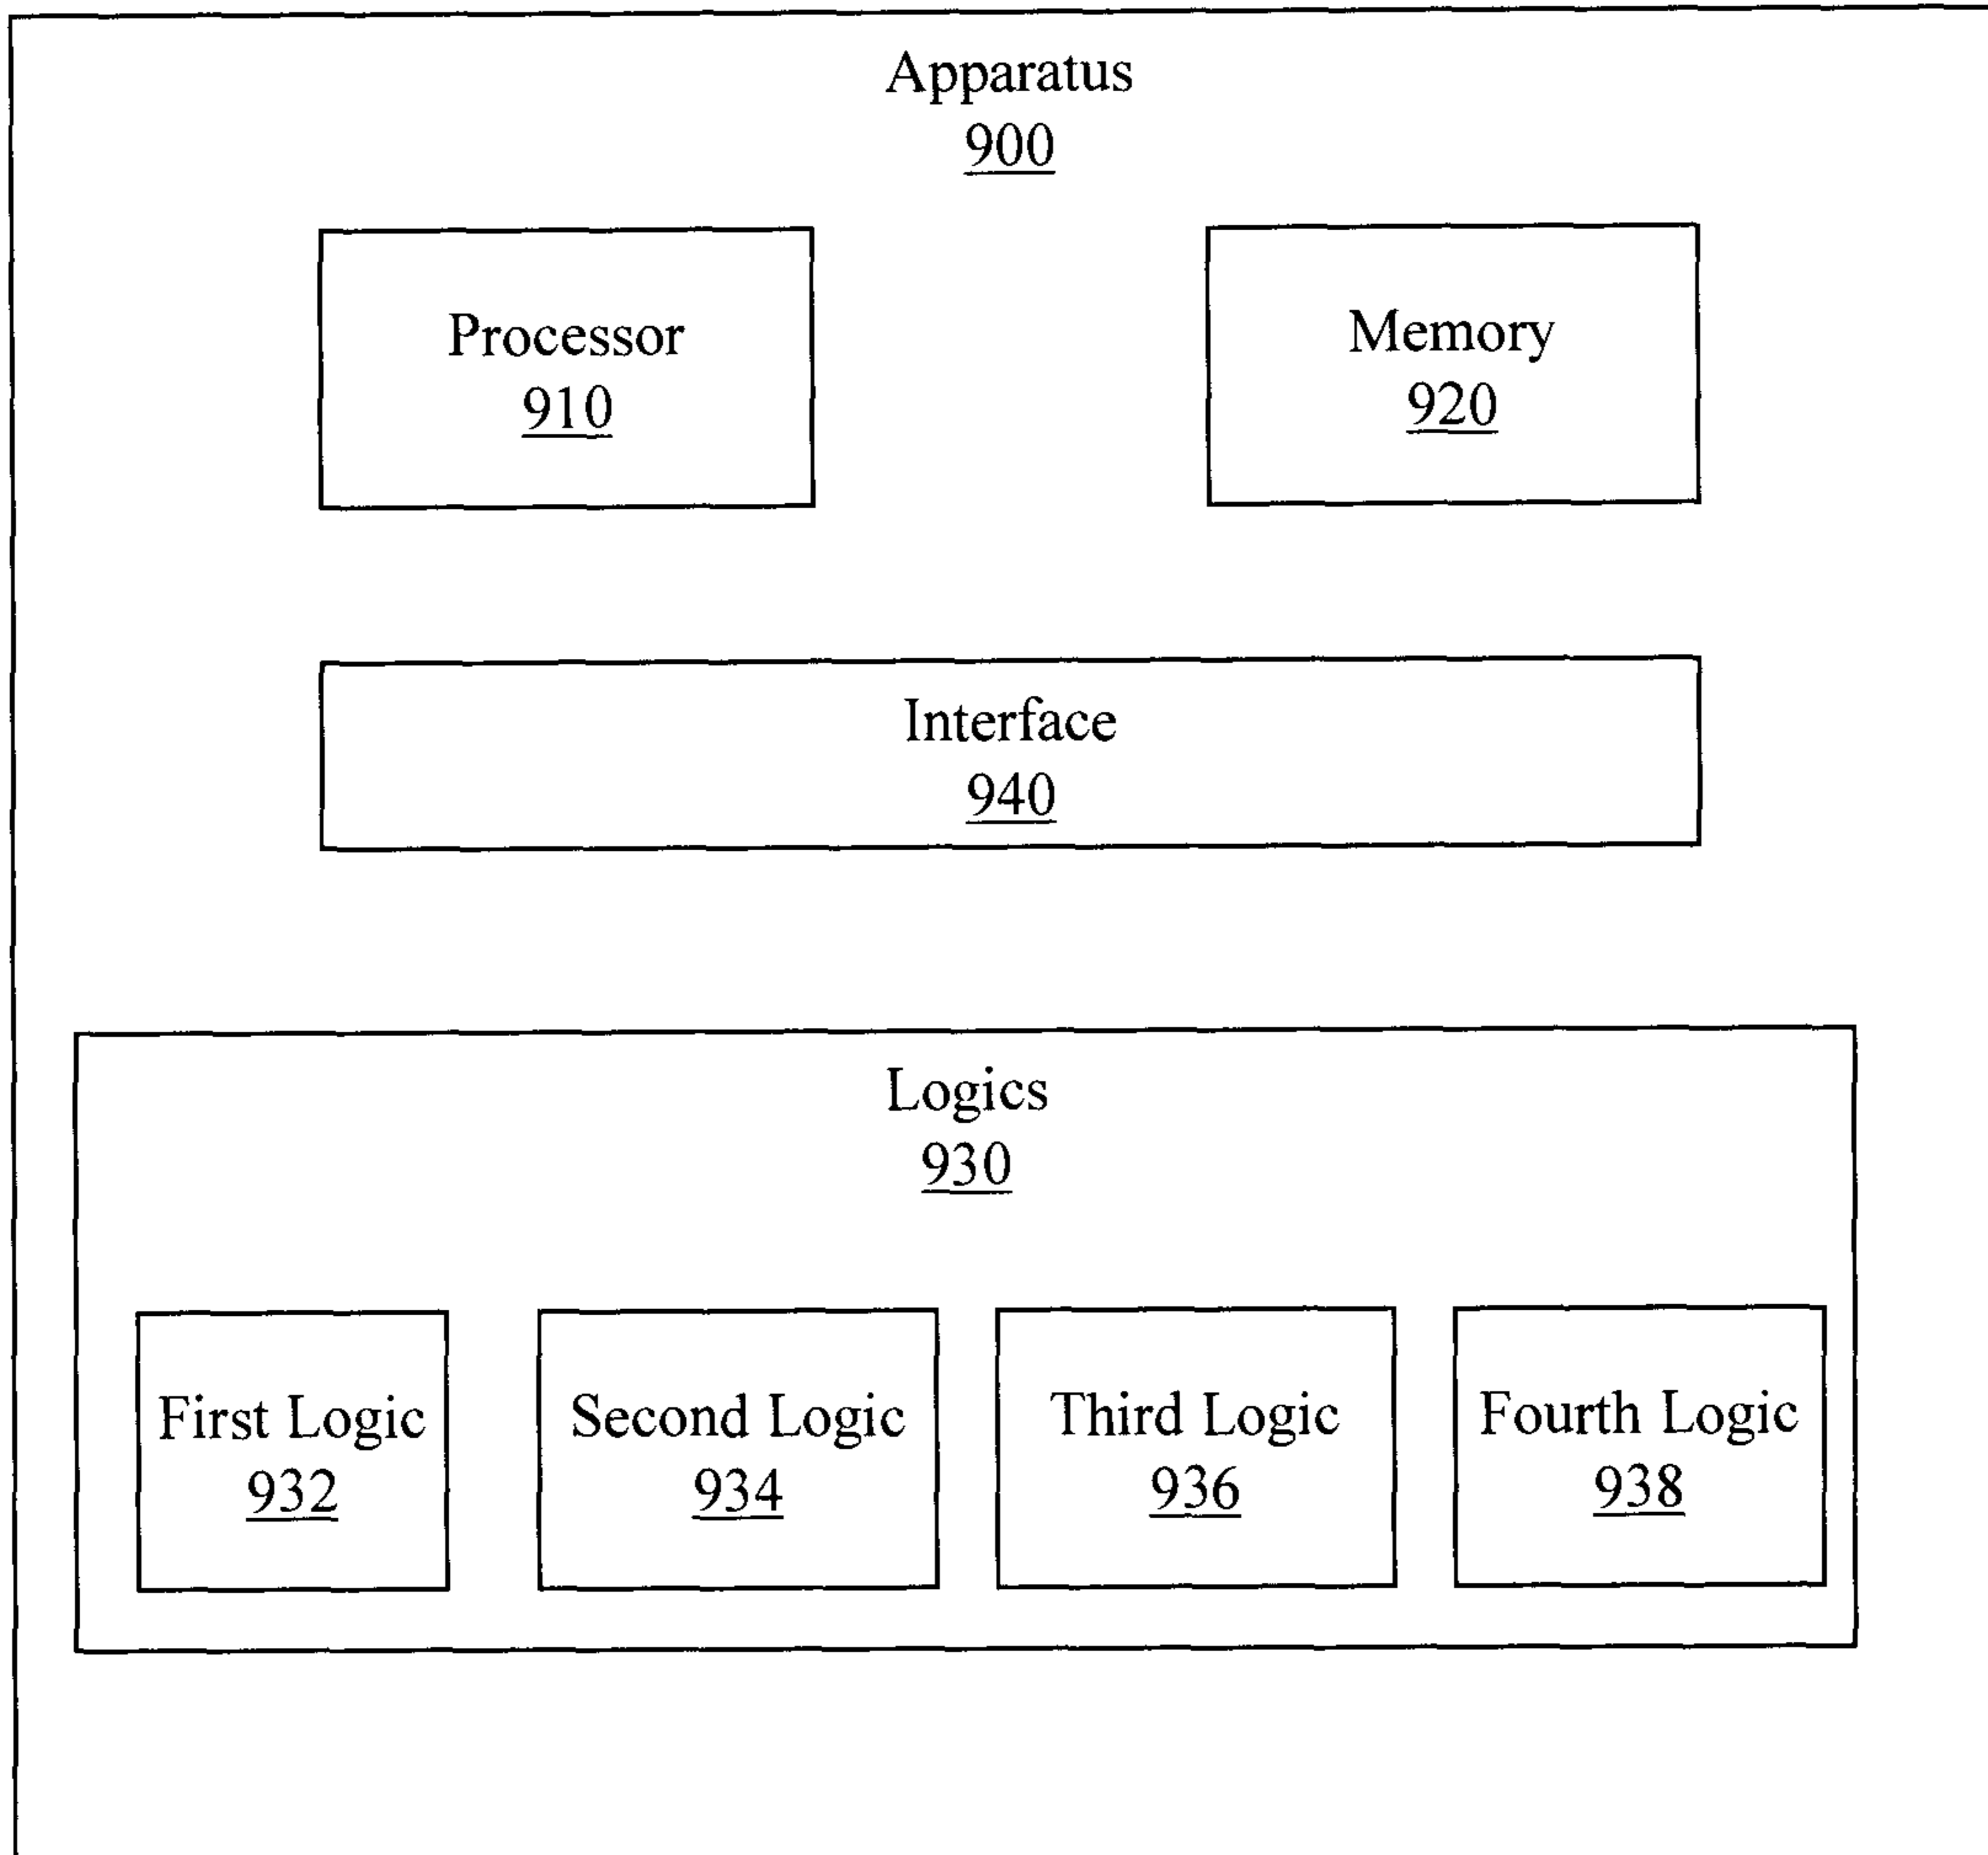 Apparatus
900
Processor
910
Memory
920
Interface
940
Logics
930
First Logic
932
Second Logic
934
Third Logic
936
Fourth Logic
938